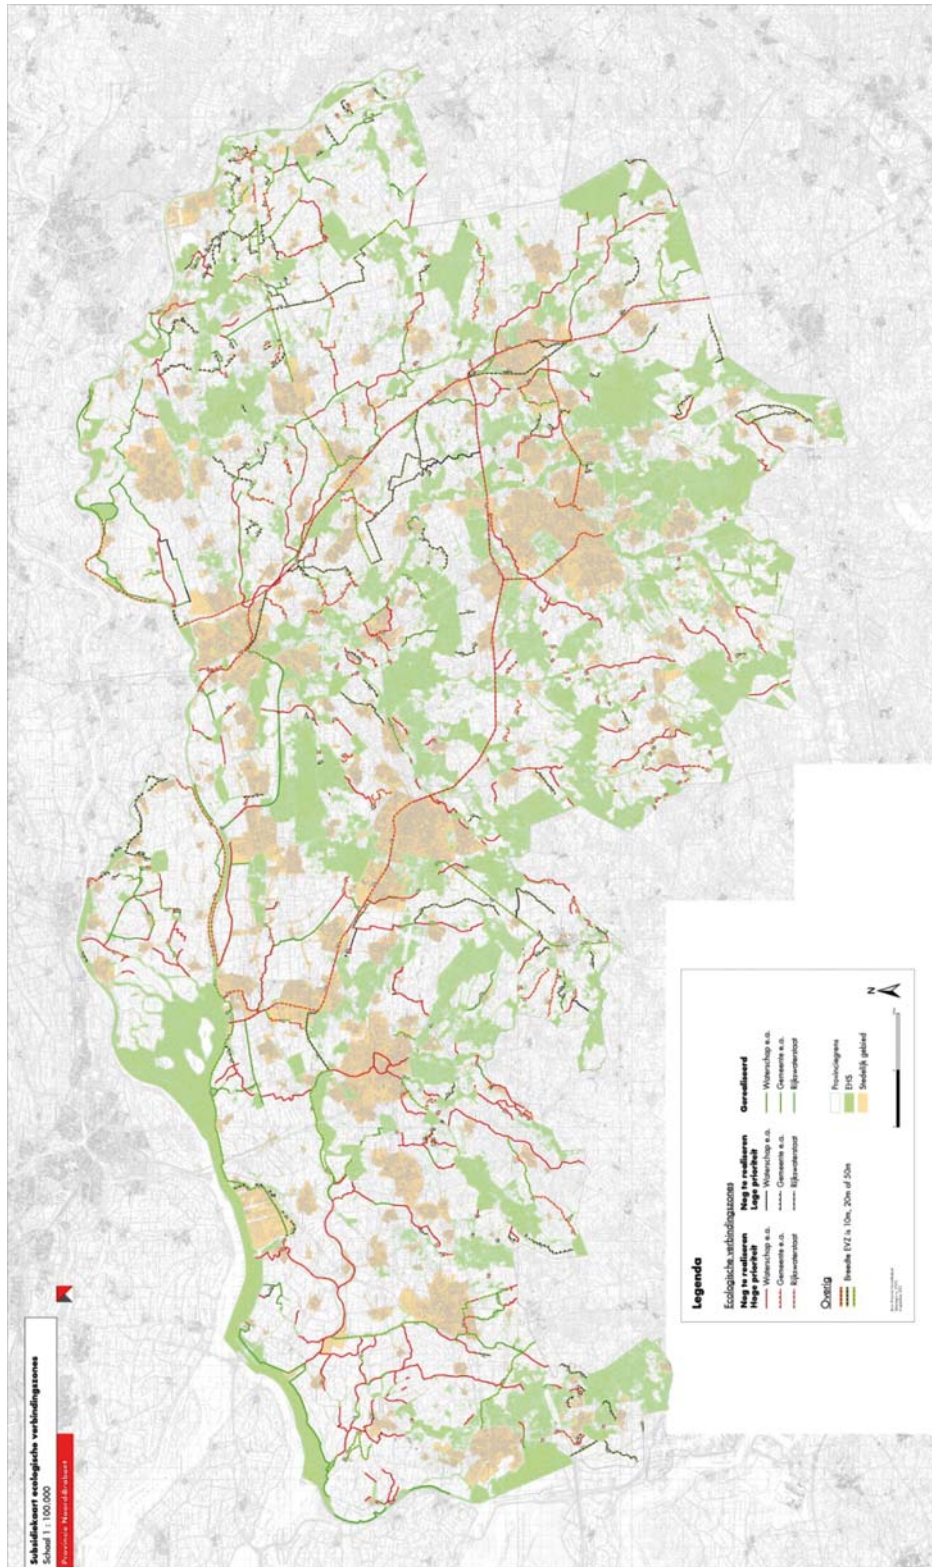 Subsidiekaart ecologische verbindingszones
Schaal 1 : 100.000
Provincie Noord-Brabant
Legenda
Ecologische verbindingszones
Nog te realiseren
Hoge prioriteit
Waterschap e.a.
Gemeente e.a.
Rijkswaterstaat
Nog te realiseren
Lage prioriteit
Waterschap e.a.
Gemeente e.a.
Rijkswaterstaat
Gerealiseerd
Waterschap e.a.
Gemeente e.a.
Rijkswaterstaat
Overig
Breedte EVZ is 10m, 20m of 50m
Provinciegrens
EHS
Stedelijk gebied
N